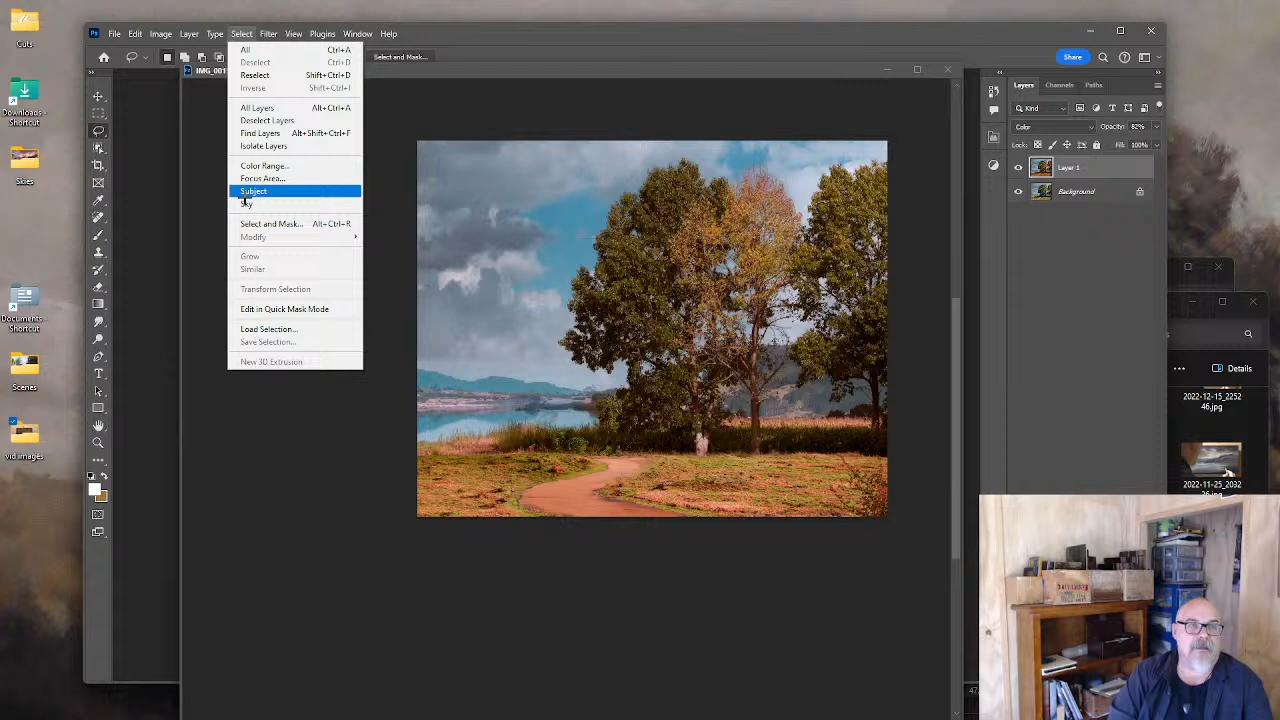 Cuts
Downloads - Shortcut
Skies
Documents - Shortcut
Scenes
vid images
Ps File Edit Image Layer Type Select Filter View Plugins Window Help
Select and Mask...
Share
Ps IMG_001
All Ctrl+A
Deselect Ctrl+D
Reselect Shift+Ctrl+D
Inverse Shift+Ctrl+I
All Layers Alt+Ctrl+A
Deselect Layers
Find Layers Alt+Shift+Ctrl+F
Isolate Layers
Color Range...
Focus Area...
Subject
Sky
Select and Mask... Alt+Ctrl+R
Modify
Grow
Similar
Transform Selection
Edit in Quick Mask Mode
Load Selection...
Save Selection...
New 3D Extrusion
Layers Channels Paths
Kind
Color Opacity: 82%
Lock: Fill: 100%
Layer 1
Background
Details
2022-12-15_2252
46.jpg
2022-11-25_2032